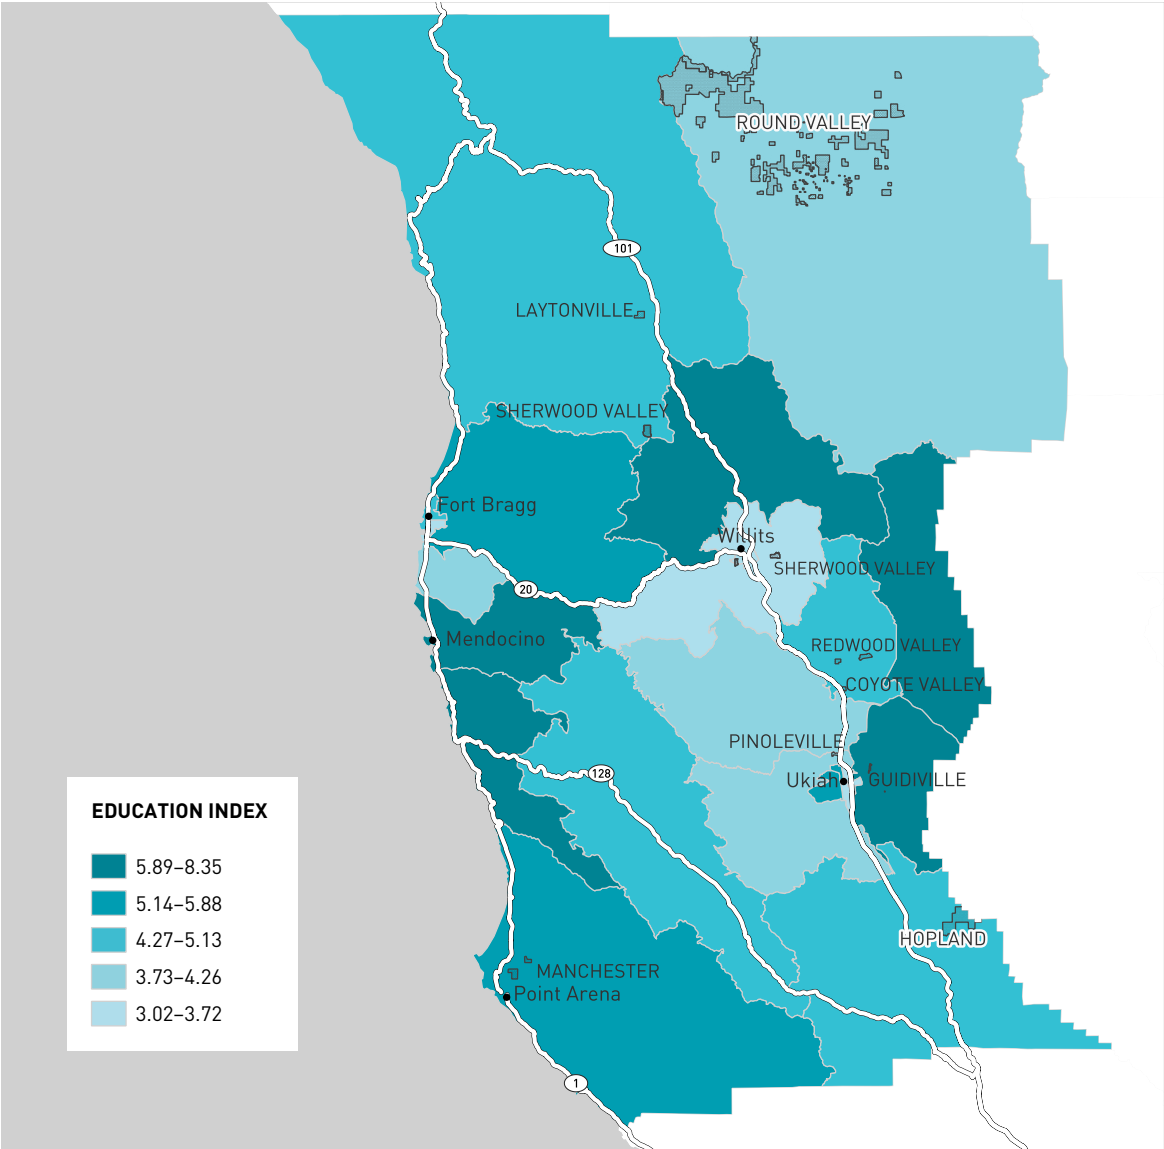 ROUND VALLEY
101
LAYTONVILLE
SHERWOOD VALLEY
Fort Bragg
Willits
SHERWOOD VALLEY
20
Mendocino
REDWOOD VALLEY
COYOTE VALLEY
PINOLEVILLE
128
Ukiah
GUIDIVILLE
EDUCATION INDEX
5.89–8.35
5.14–5.88
4.27–5.13
3.73–4.26
3.02–3.72
HOPLAND
MANCHESTER
Point Arena
1